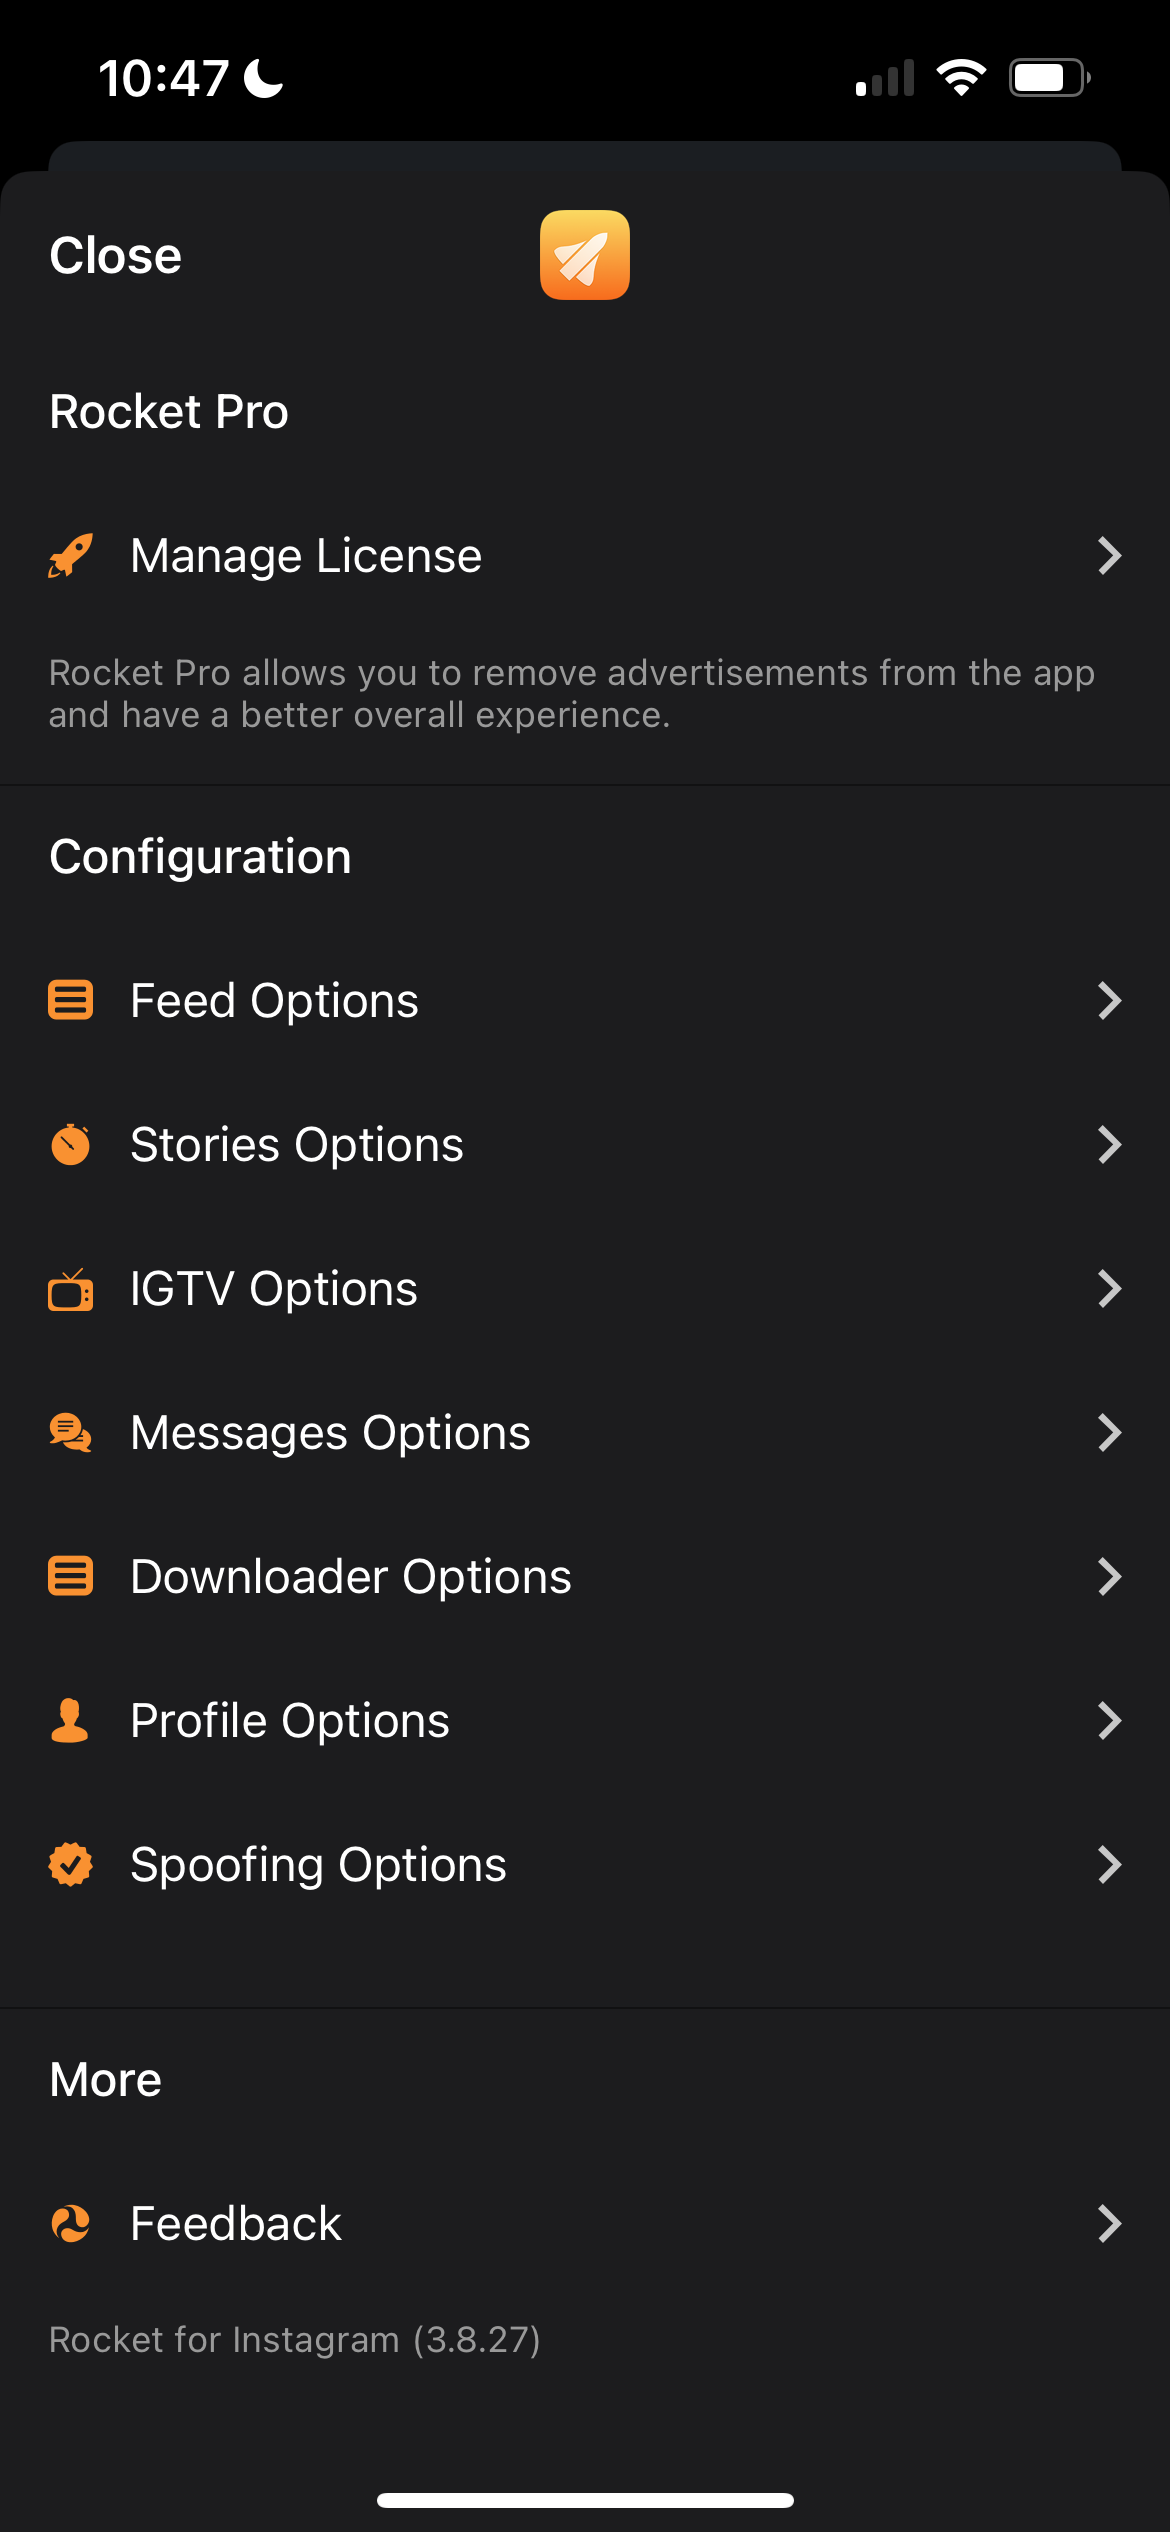 10:47
Close
Rocket Pro
Manage License
Rocket Pro allows you to remove advertisements from the app
and have a better overall experience.
Configuration
Feed Options
Stories Options
IGTV Options
Messages Options
Downloader Options
Profile Options
Spoofing Options
More
Feedback
Rocket for Instagram (3.8.27)